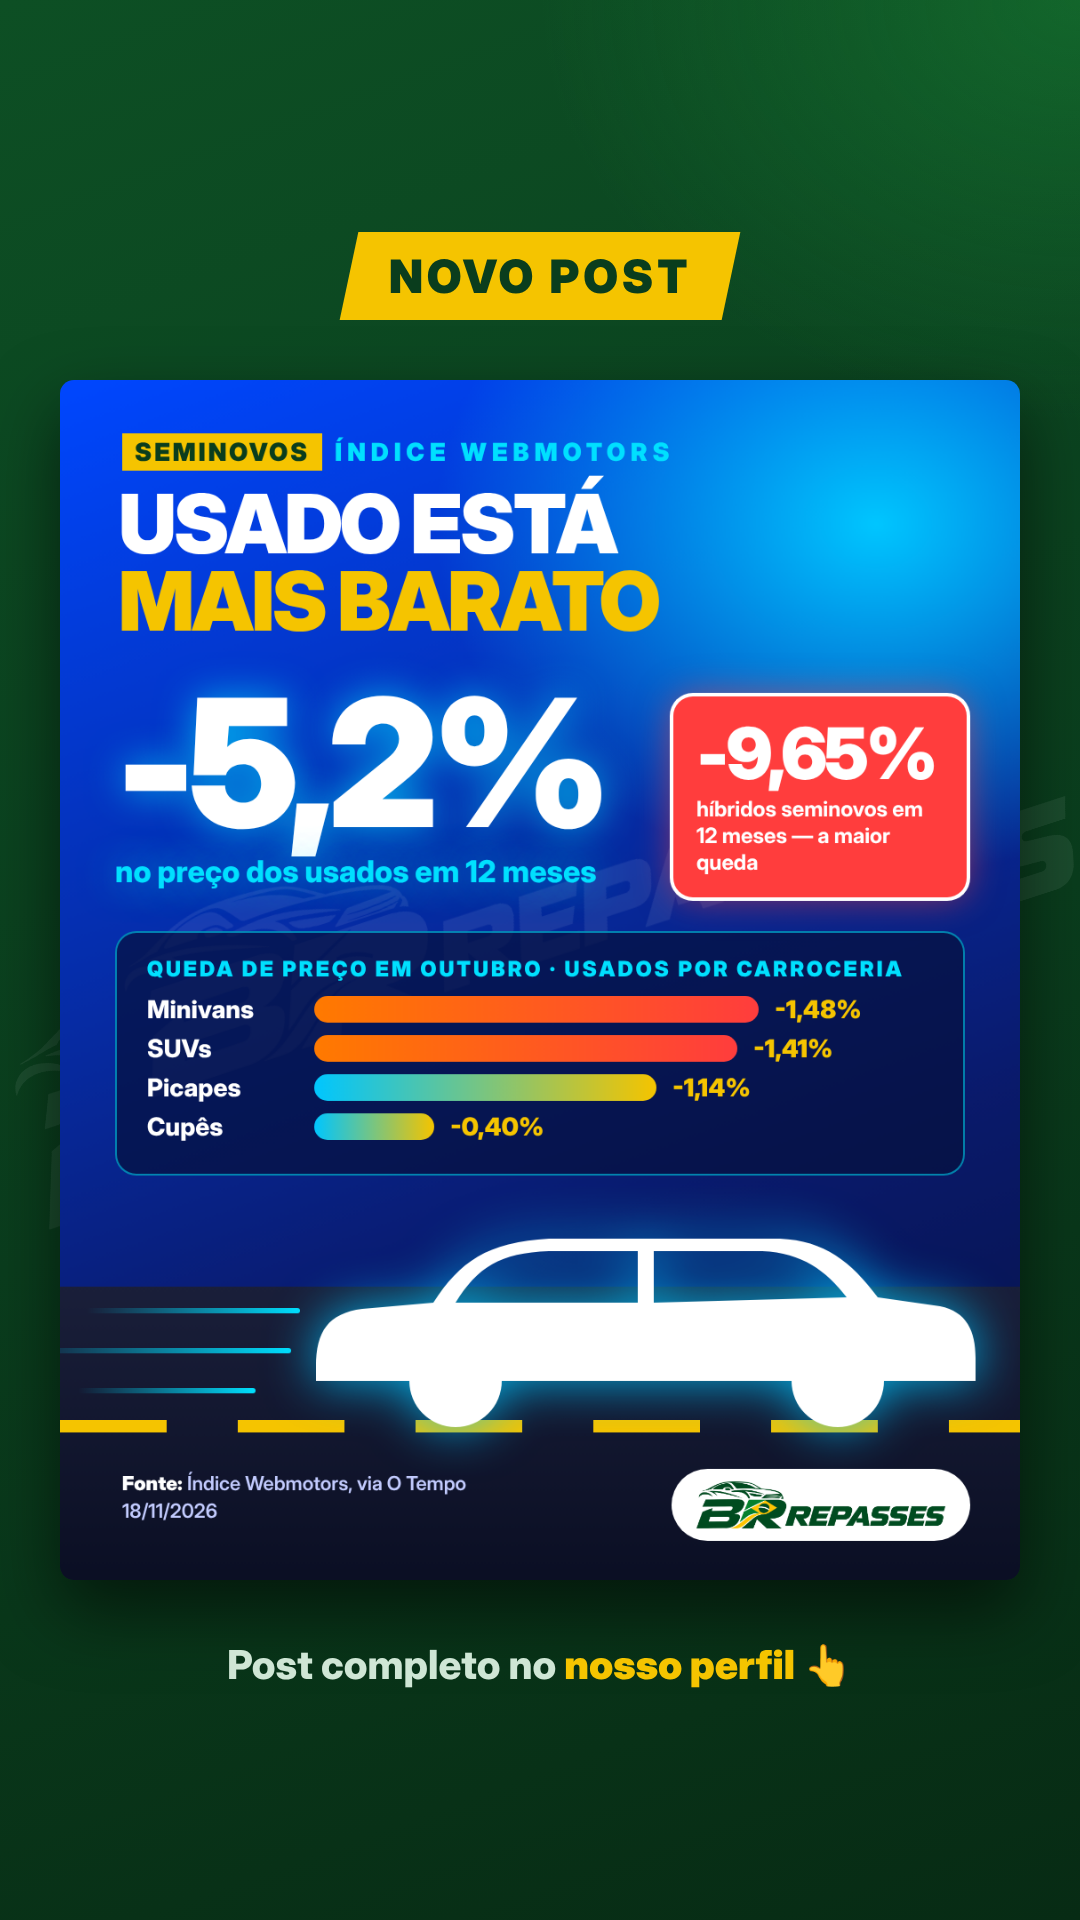 NOVO POST
SEMINOVOS ÍNDICE WEBMOTORS
USADO ESTÁ
MAIS BARATO
-5,2%
no preço dos usados em 12 meses
-9,65%
híbridos seminovos em
12 meses — a maior
queda
QUEDA DE PREÇO EM OUTUBRO · USADOS POR CARROCERIA
Minivans -1,48%
SUVs -1,41%
Picapes -1,14%
Cupês -0,40%
Fonte: Índice Webmotors, via O Tempo
18/11/2026
BR REPASSES
Post completo no nosso perfil 👆